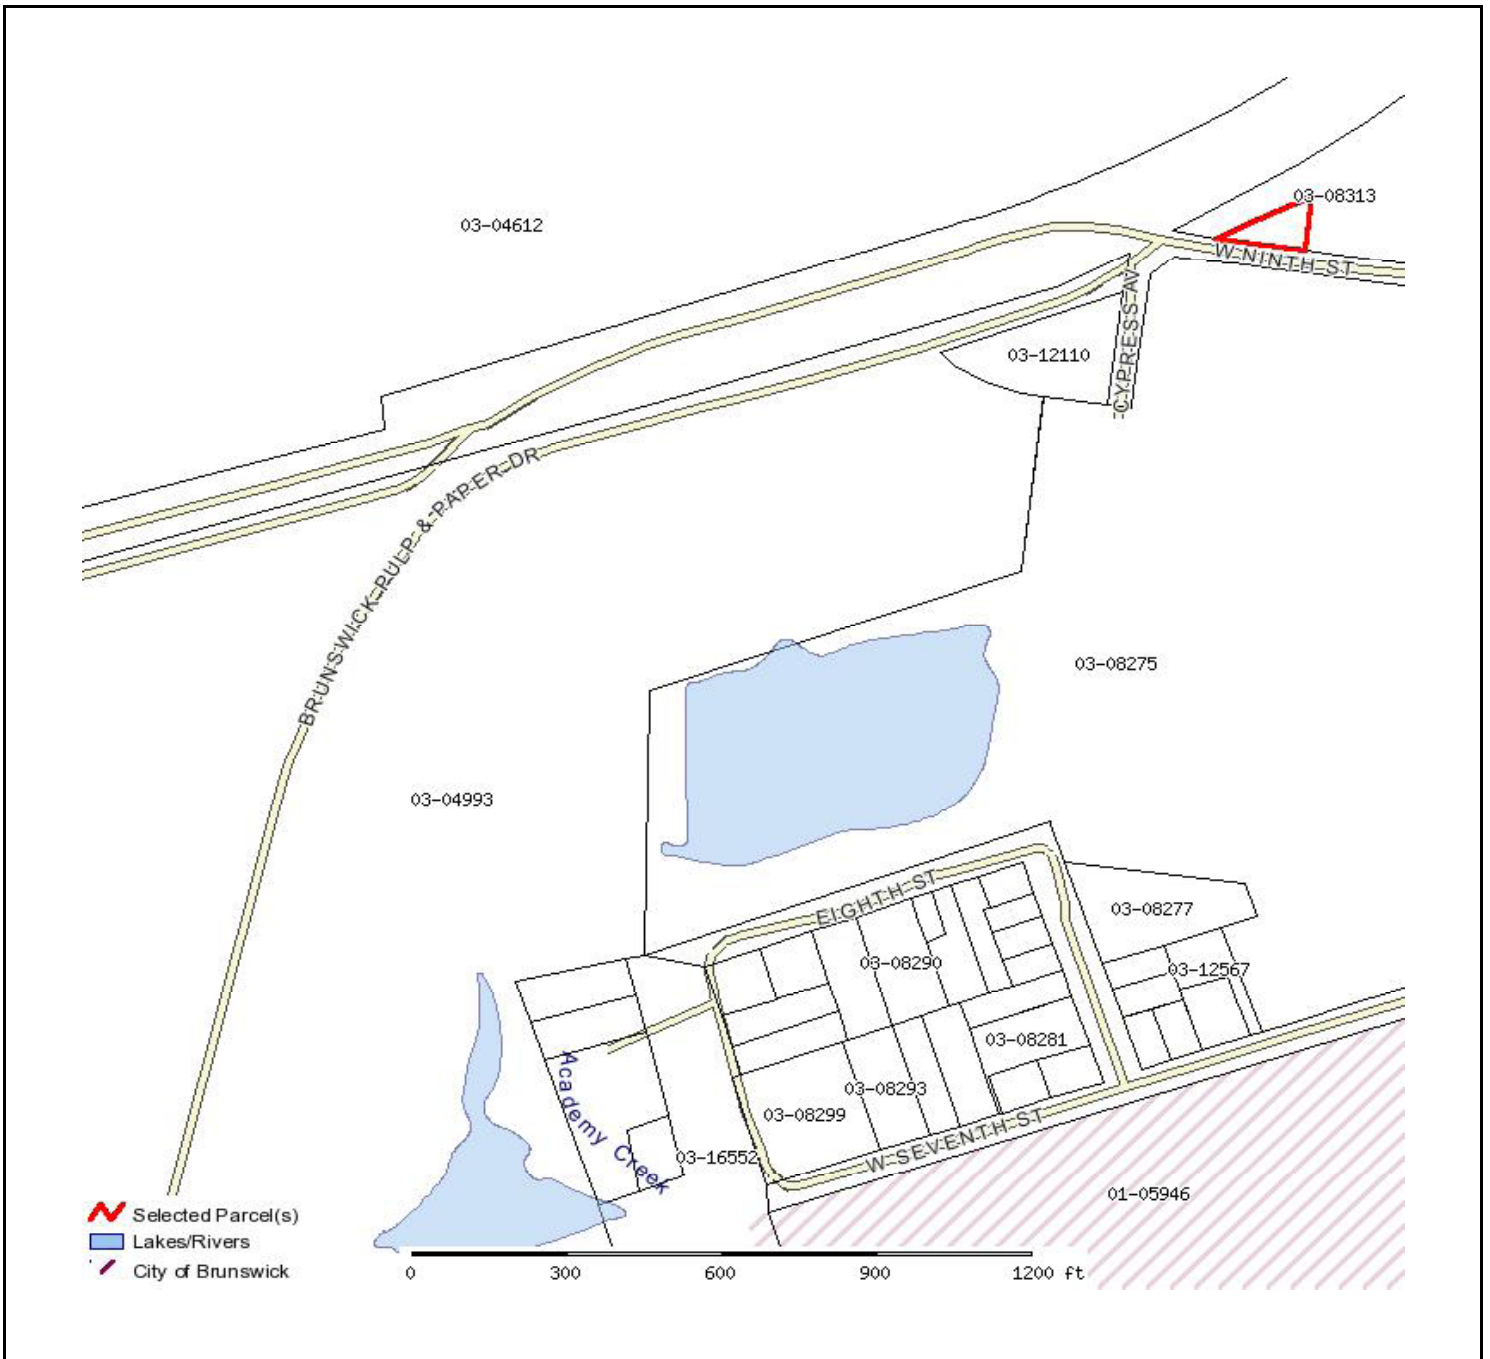 03-08313
03-04612
W NINTH ST
CYPRESS AV
03-12110
BRUNSWICK PULP & PAPER DR
03-08275
03-04993
EIGHTH ST
03-08277
03-08290
03-12567
03-08281
Academy Creek
03-08293
03-08299
W SEVENTH ST
03-16552
01-05946
Selected Parcel(s)
Lakes/Rivers
City of Brunswick
0 300 600 900 1200 ft